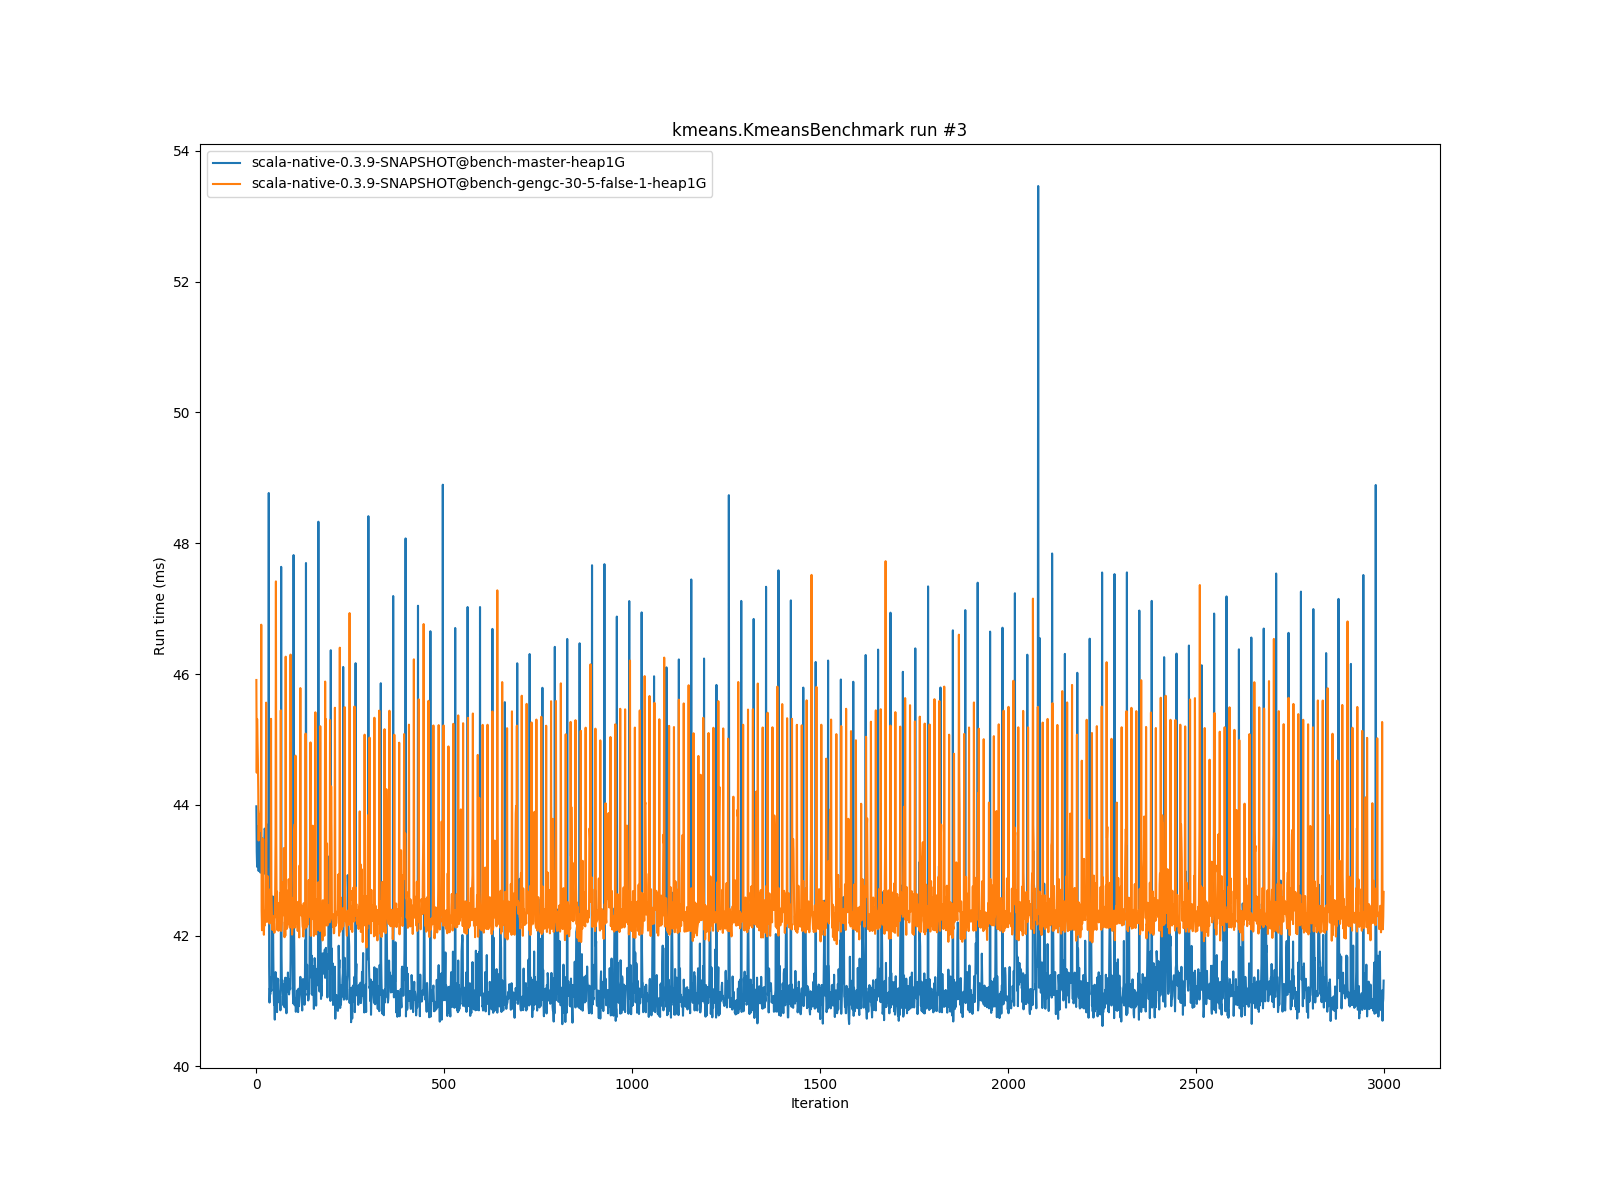 kmeans.KmeansBenchmark run #3
scala-native-0.3.9-SNAPSHOT@bench-master-heap1G
scala-native-0.3.9-SNAPSHOT@bench-gengc-30-5-false-1-heap1G
54
52
50
48
46
44
42
40
Run time (ms)
0 500 1000 1500 2000 2500 3000
Iteration